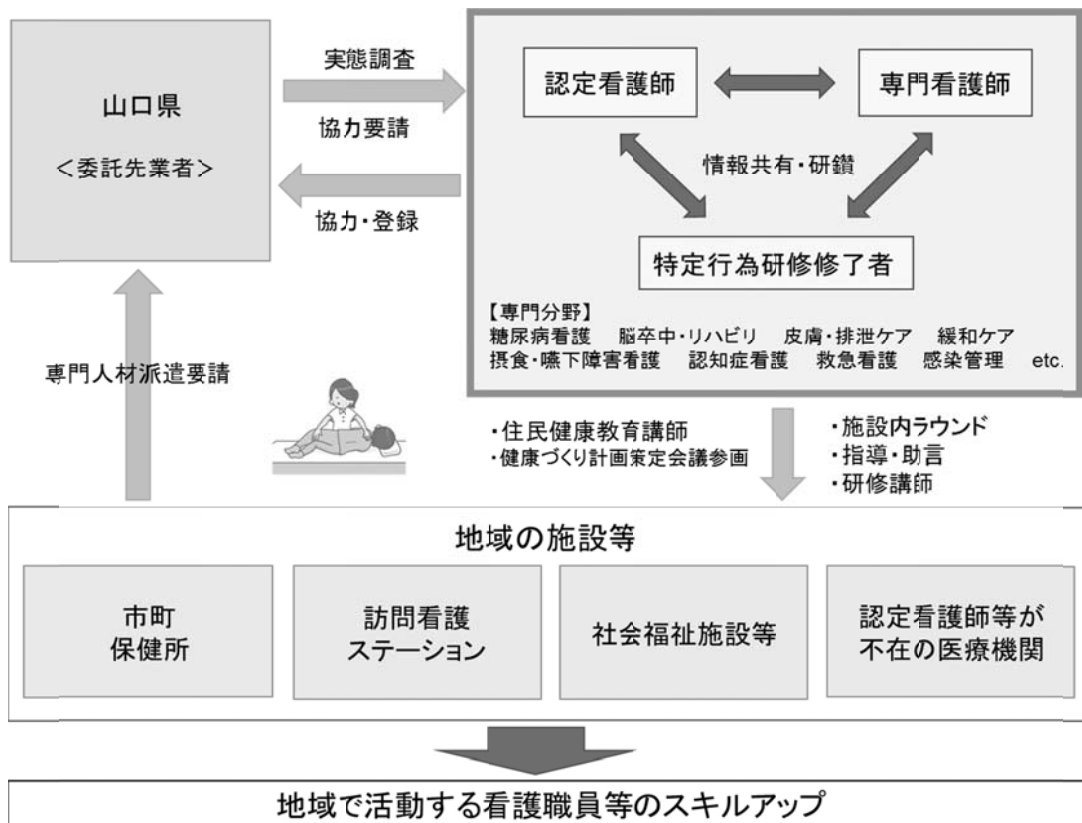 山口県
＜委託先業者＞
実態調査
協力要請
協力・登録
認定看護師
専門看護師
情報共有・研鑽
特定行為研修修了者
【専門分野】
糖尿病看護　脳卒中・リハビリ　皮膚・排泄ケア　緩和ケア
摂食・嚥下障害看護　認知症看護　救急看護　感染管理　etc.
専門人材派遣要請
・住民健康教育講師
・健康づくり計画策定会議参画
・施設内ラウンド
・指導・助言
・研修講師
地域の施設等
市町
保健所
訪問看護
ステーション
社会福祉施設等
認定看護師等が
不在の医療機関
地域で活動する看護職員等のスキルアップ